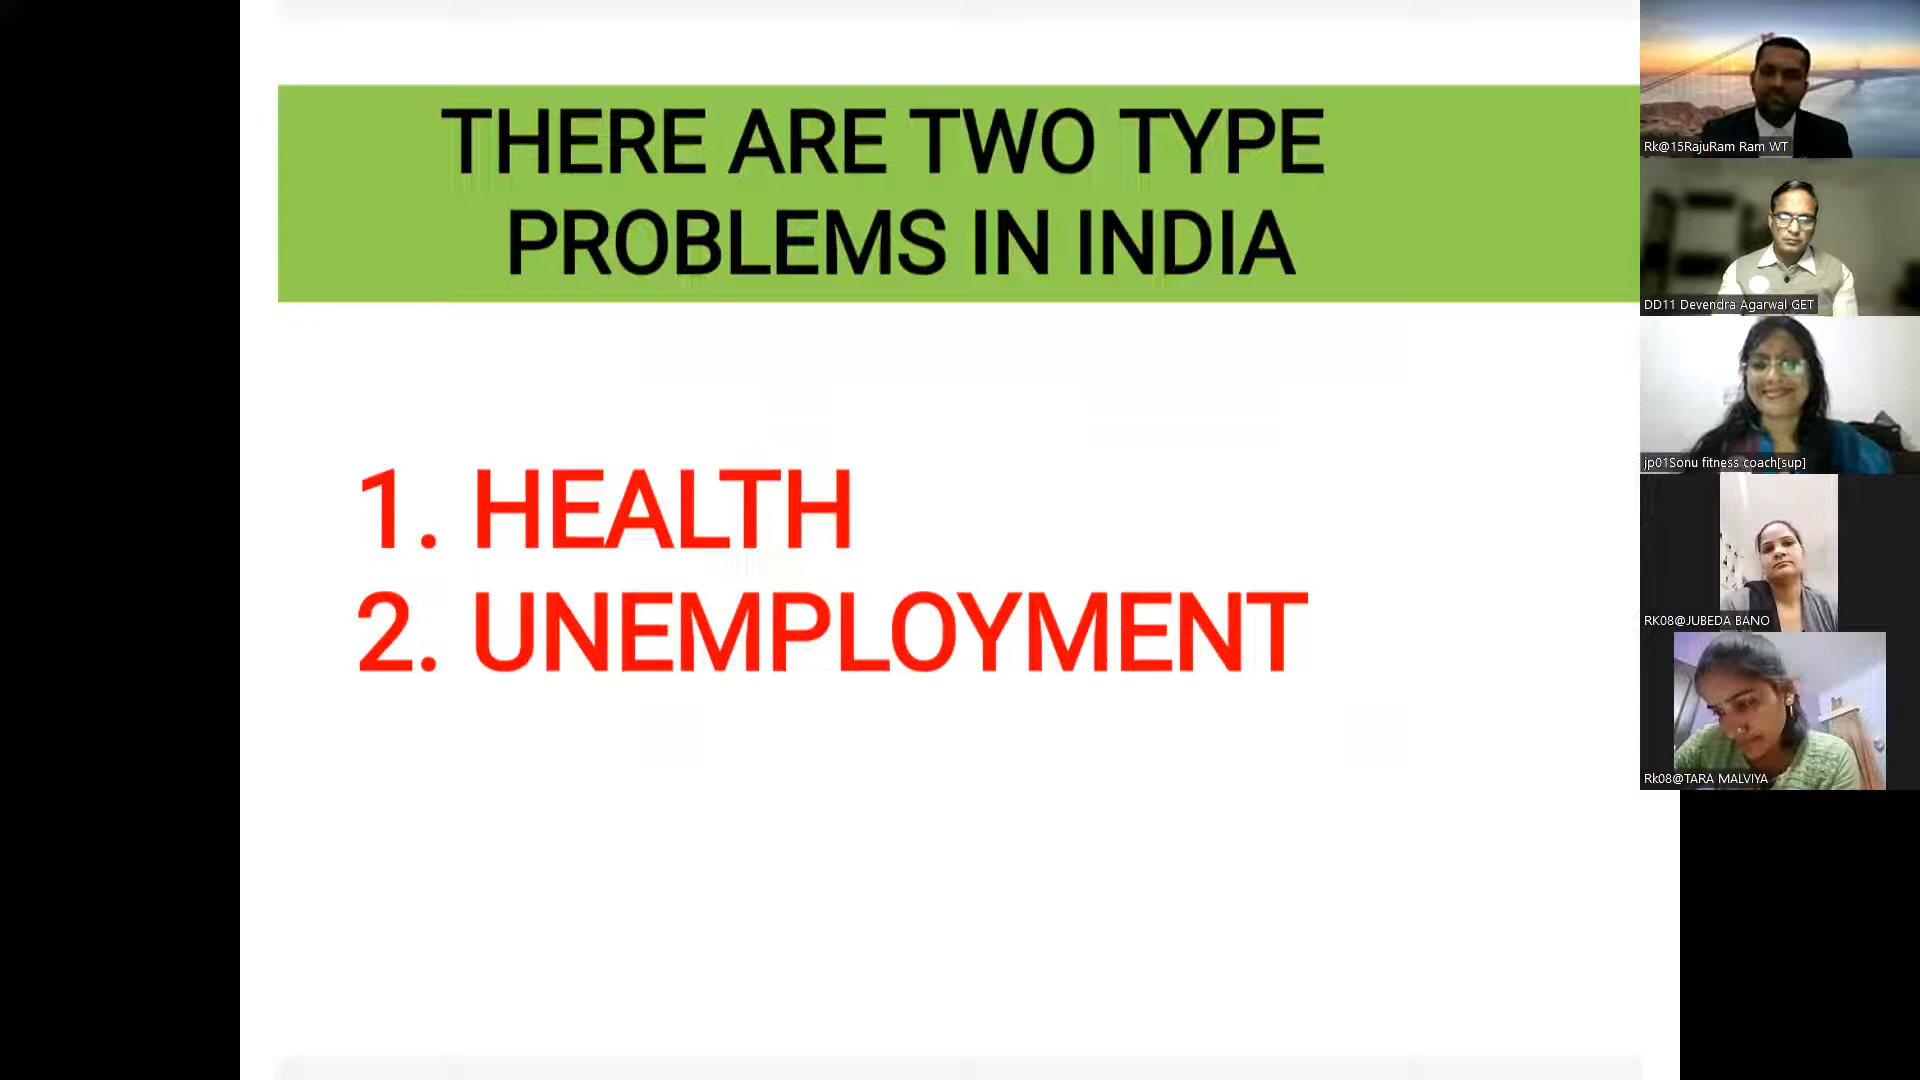 THERE ARE TWO TYPE
PROBLEMS IN INDIA
1. HEALTH
2. UNEMPLOYMENT
Rk@15RajuRam Ram WT
DD11 Devendra Agarwal GET
jp01Sonu fitness coach[sup]
RK08@JUBEDA BANO
Rk08@TARA MALVIYA